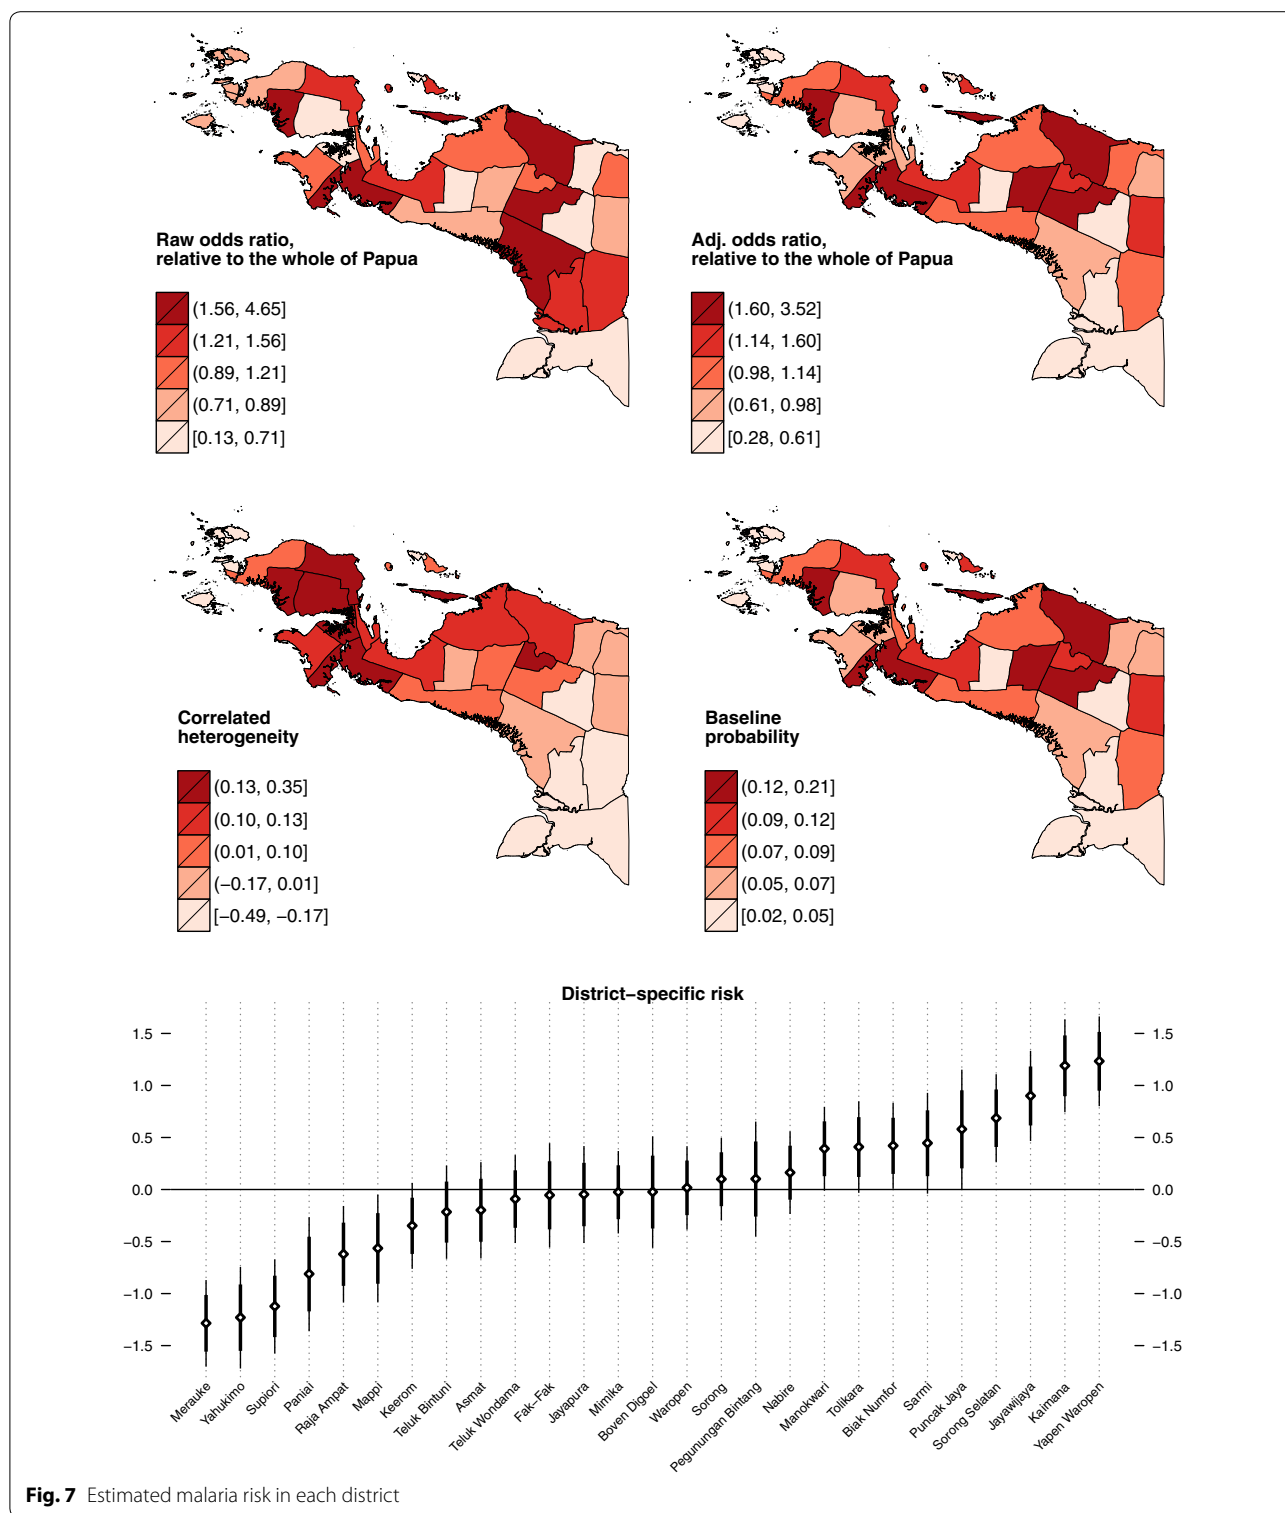 Raw odds ratio,
relative to the whole of Papua
(1.56, 4.65]
(1.21, 1.56]
(0.89, 1.21]
(0.71, 0.89]
[0.13, 0.71]
Adj. odds ratio,
relative to the whole of Papua
(1.60, 3.52]
(1.14, 1.60]
(0.98, 1.14]
(0.61, 0.98]
[0.28, 0.61]
Correlated
heterogeneity
(0.13, 0.35]
(0.10, 0.13]
(0.01, 0.10]
(−0.17, 0.01]
[−0.49, −0.17]
Baseline
probability
(0.12, 0.21]
(0.09, 0.12]
(0.07, 0.09]
(0.05, 0.07]
[0.02, 0.05]
District−specific risk
1.5
1.0
0.5
0.0
−0.5
−1.0
−1.5
1.5
1.0
0.5
0.0
−0.5
−1.0
−1.5
Merauke
Yahukimo
Supiori
Paniai
Raja Ampat
Mappi
Keerom
Teluk Bintuni
Asmat
Teluk Wondama
Fak−Fak
Jayapura
Mimika
Boven Digoel
Waropen
Sorong
Pegunungan Bintang
Nabire
Manokwari
Tolikara
Biak Numfor
Sarmi
Puncak Jaya
Sorong Selatan
Jayawijaya
Kaimana
Yapen Waropen
Fig. 7 Estimated malaria risk in each district